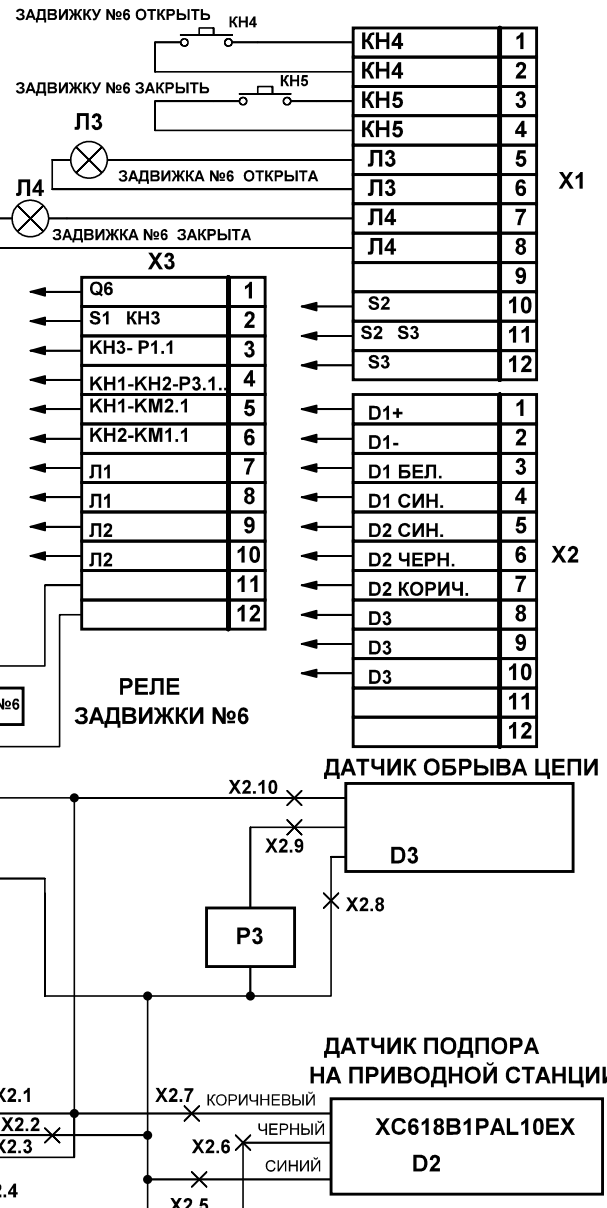 ЗАДВИЖКУ №6 ОТКРЫТЬ
КН4
ЗАДВИЖКУ №6 ЗАКРЫТЬ
КН5
Л3
ЗАДВИЖКА №6 ОТКРЫТА
Л4
ЗАДВИЖКА №6 ЗАКРЫТА
КН4 1
КН4 2
КН5 3
КН5 4
Л3 5
Л3 6
Л4 7
Л4 8
9
S2 10
S2 S3 11
S3 12
X1
X3
Q6 1
S1 КН3 2
КН3- Р1.1 3
КН1-КН2-Р3.1.. 4
КН1-КМ2.1 5
КН2-КМ1.1 6
Л1 7
Л1 8
Л2 9
Л2 10
11
12
D1+ 1
D1- 2
D1 БЕЛ. 3
D1 СИН. 4
D2 СИН. 5
D2 ЧЕРН. 6
D2 КОРИЧ. 7
D3 8
D3 9
D3 10
11
12
X2
№6
РЕЛЕ
ЗАДВИЖКИ №6
ДАТЧИК ОБРЫВА ЦЕПИ
X2.10
X2.9
D3
X2.8
Р3
ДАТЧИК ПОДПОРА
НА ПРИВОДНОЙ СТАНЦИИ
X2.1
X2.2
X2.3
X2.7
КОРИЧНЕВЫЙ
ЧЕРНЫЙ
X2.6
СИНИЙ
X2.5
XC618B1PAL10EX
D2
.4